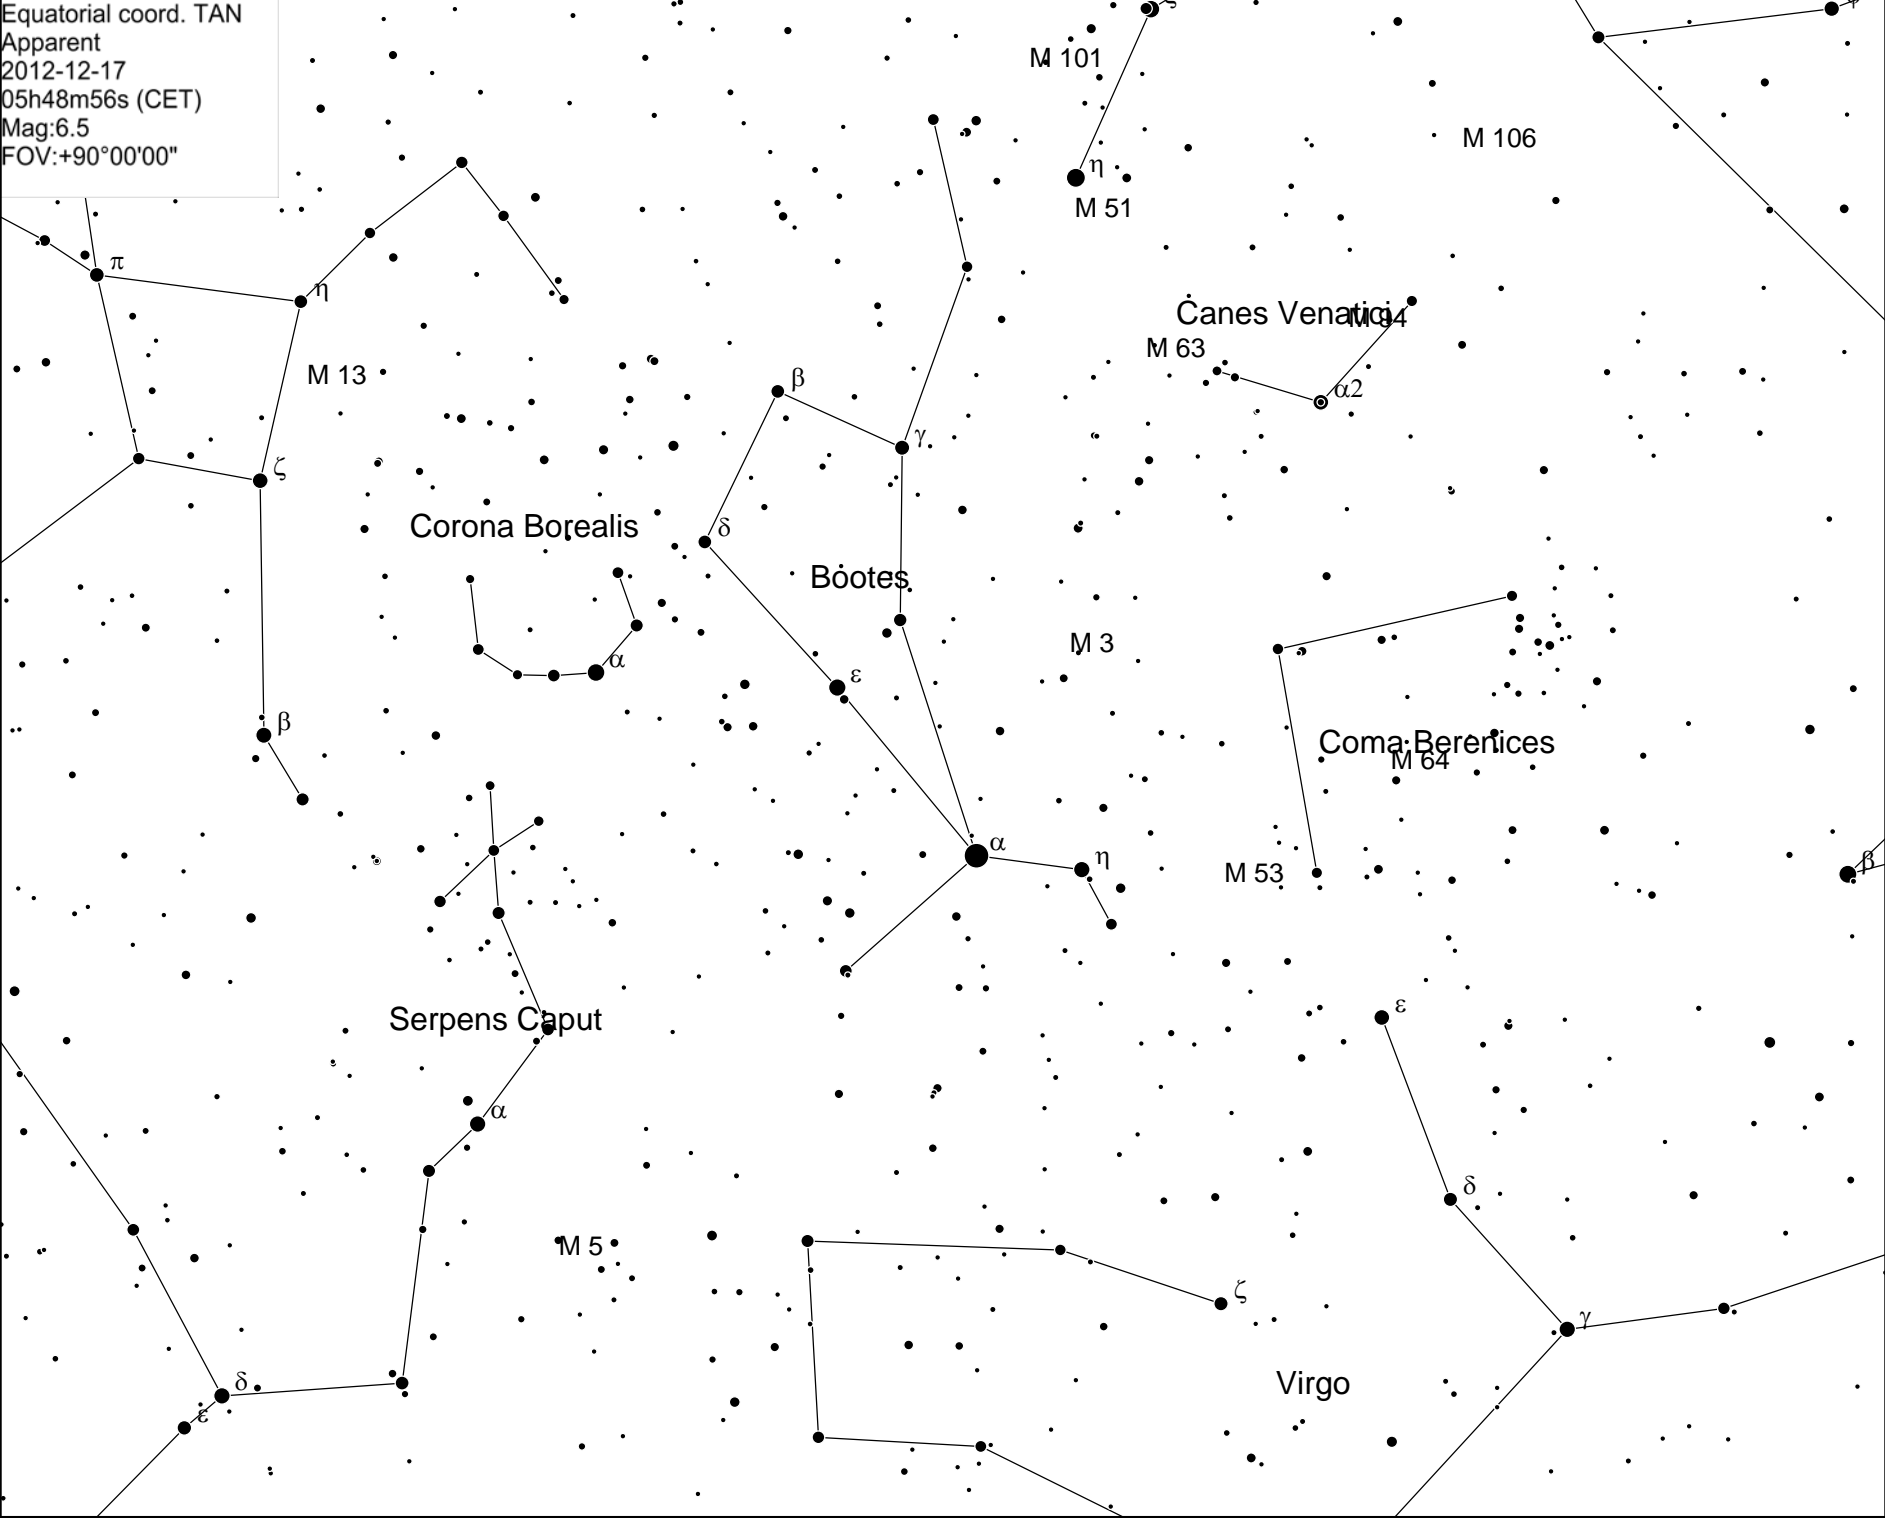 Equatorial coord. TAN
Apparent
2012-12-17
05h48m56s (CET)
Mag:6.5
FOV:+90°00'00"
ζ
M 101
M 106
η
M 51
π
η
Canes Venatici
M 94
M 63
M 13
β
α2
γ
ζ
Corona Borealis
δ
Bootes
M 3
α
ε
β
Coma Berenices
M 64
α
η
M 53
β
ε
Serpens Caput
α
δ
M 5
ζ
γ
Virgo
δ
ε